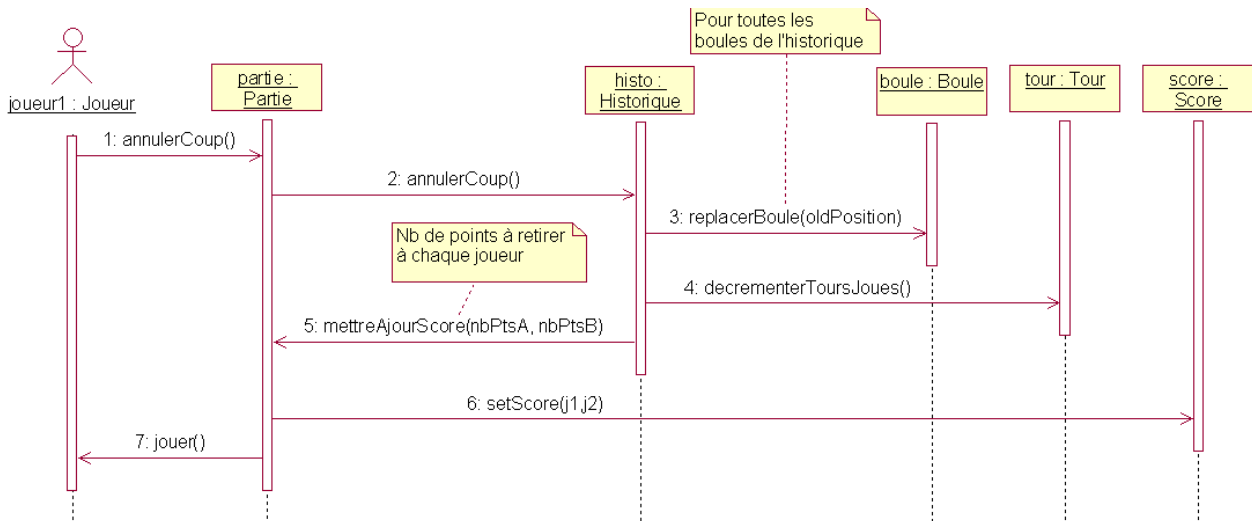 Pour toutes les
boules de l'historique
joueur1 : Joueur
partie :
Partie
histo :
Historique
boule : Boule
tour : Tour
score :
Score
1: annulerCoup()
2: annulerCoup()
3: replacerBoule(oldPosition)
Nb de points à retirer
à chaque joueur
4: decrementerToursJoues()
5: mettreAjourScore(nbPtsA, nbPtsB)
6: setScore(j1,j2)
7: jouer()